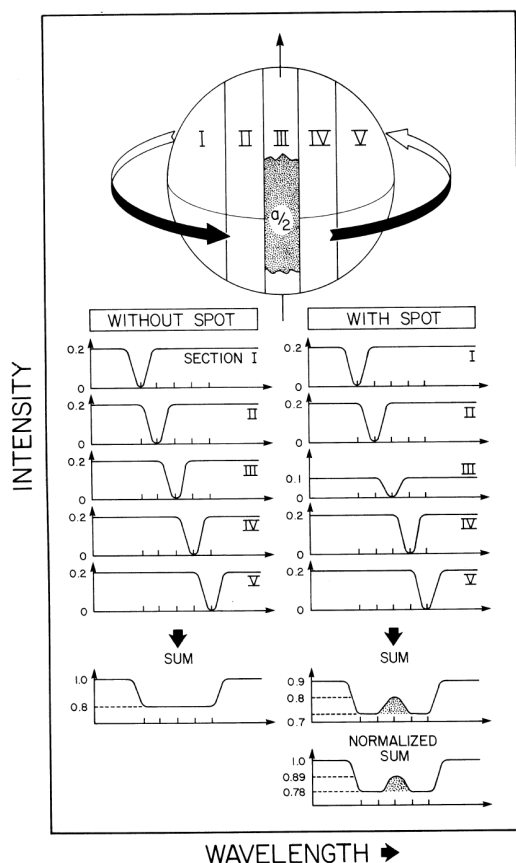 I II III IV V
a/2
WITHOUT SPOT
WITH SPOT
INTENSITY
0.2
SECTION I
0
0.2
II
0
0.2
III
0
0.2
IV
0
0.2
V
0
SUM
1.0
0.8
0.2
I
0
0.2
II
0
0.1
III
0
0.2
IV
0
0.2
V
0
SUM
0.9
0.8
0.7
NORMALIZED
SUM
1.0
0.89
0.78
WAVELENGTH